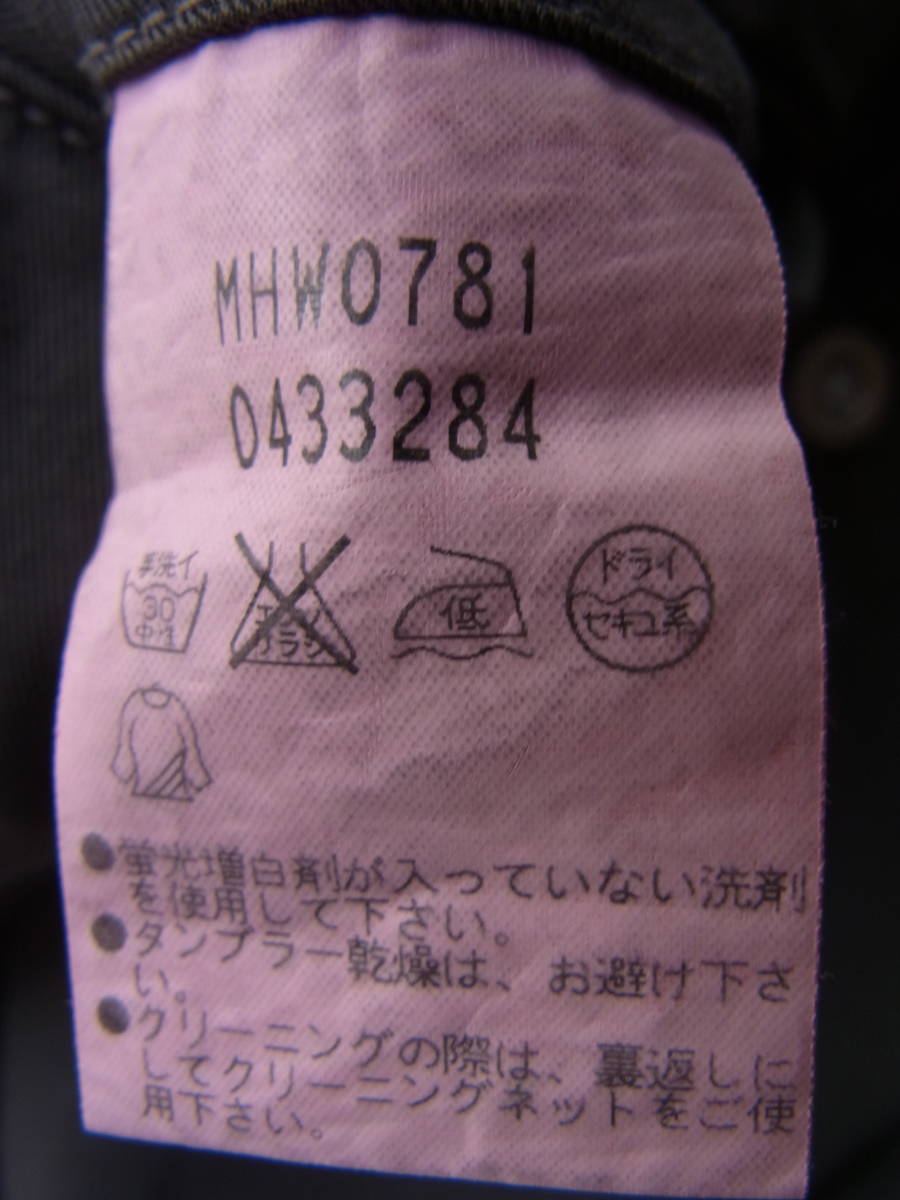 MHW0781
0433284
手洗イ
30
中性
エンソ
サラシ
低
ドライ
セキユ系
●蛍光増白剤が入っていない洗剤
を使用して下さい。
●タンブラー乾燥は、お避け下さ
い。
●クリーニングの際は、裏返しに
してクリーニングネットをご使
用下さい。